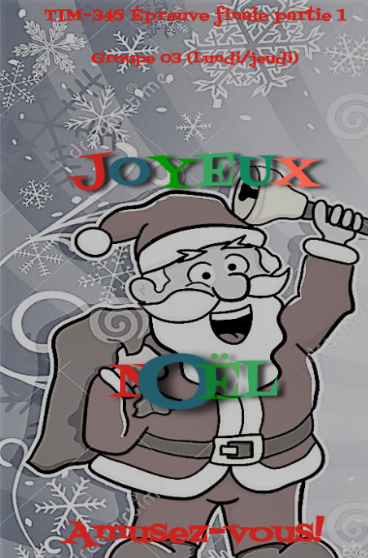 TIM-345 Épreuve finale partie 1
Groupe 03 (Lundi/jeudi)
JOYEUX
NOËL
Amusez-vous!